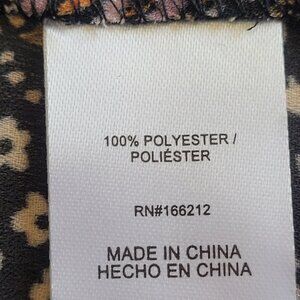 100% POLYESTER /
POLIÉSTER
RN#166212
MADE IN CHINA
HECHO EN CHINA